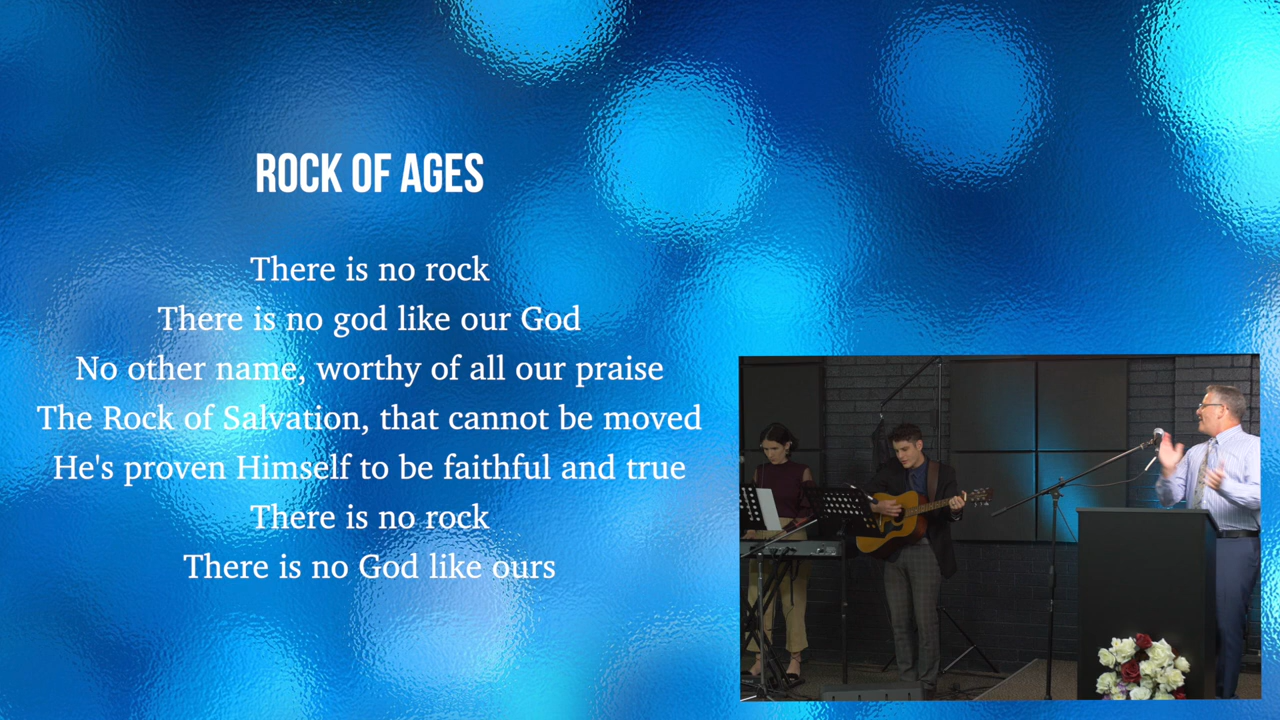 ROCK OF AGES
There is no rock
There is no god like our God
No other name, worthy of all our praise
The Rock of Salvation, that cannot be moved
He's proven Himself to be faithful and true
There is no rock
There is no God like ours